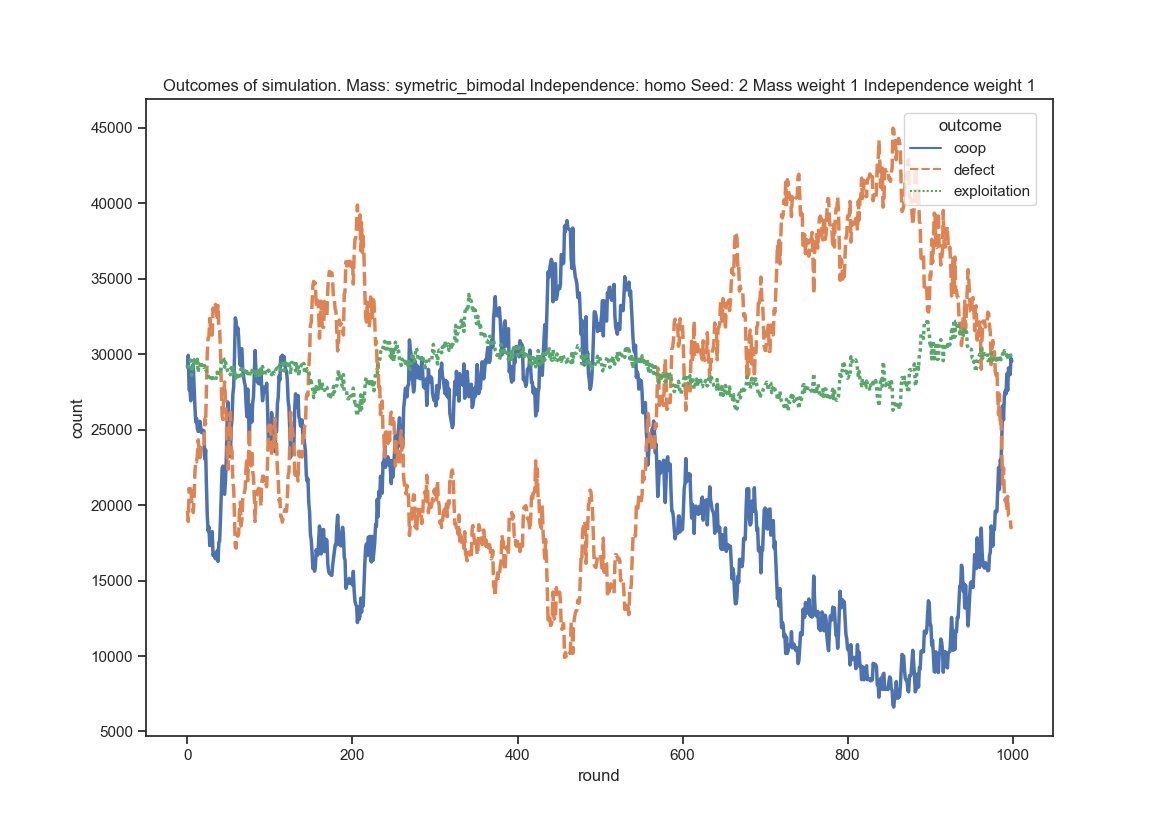 Outcomes of simulation. Mass: symetric_bimodal Independence: homo Seed: 2 Mass weight 1 Independence weight 1
outcome
coop
defect
exploitation
45000
40000
35000
30000
25000
20000
15000
10000
5000
count
0 200 400 600 800 1000
round